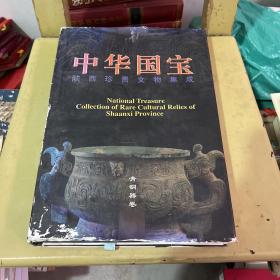 中华国宝
陕西珍贵文物集成
National Treasure
Collection of Rare Cultural Relics of
Shaanxi Province
青铜器卷